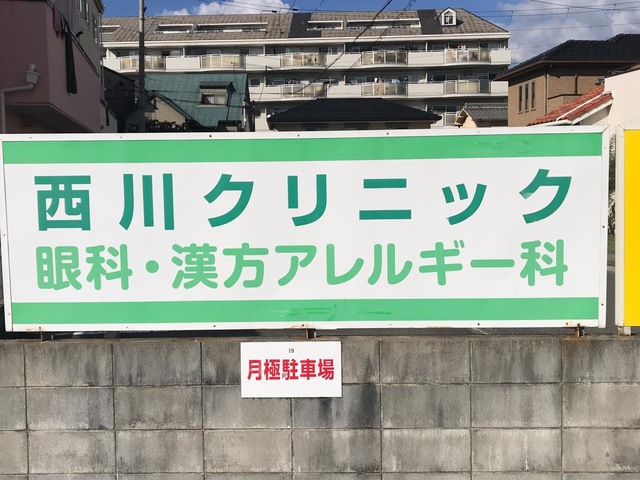 西川クリニック
眼科・漢方アレルギー科
19
月極駐車場